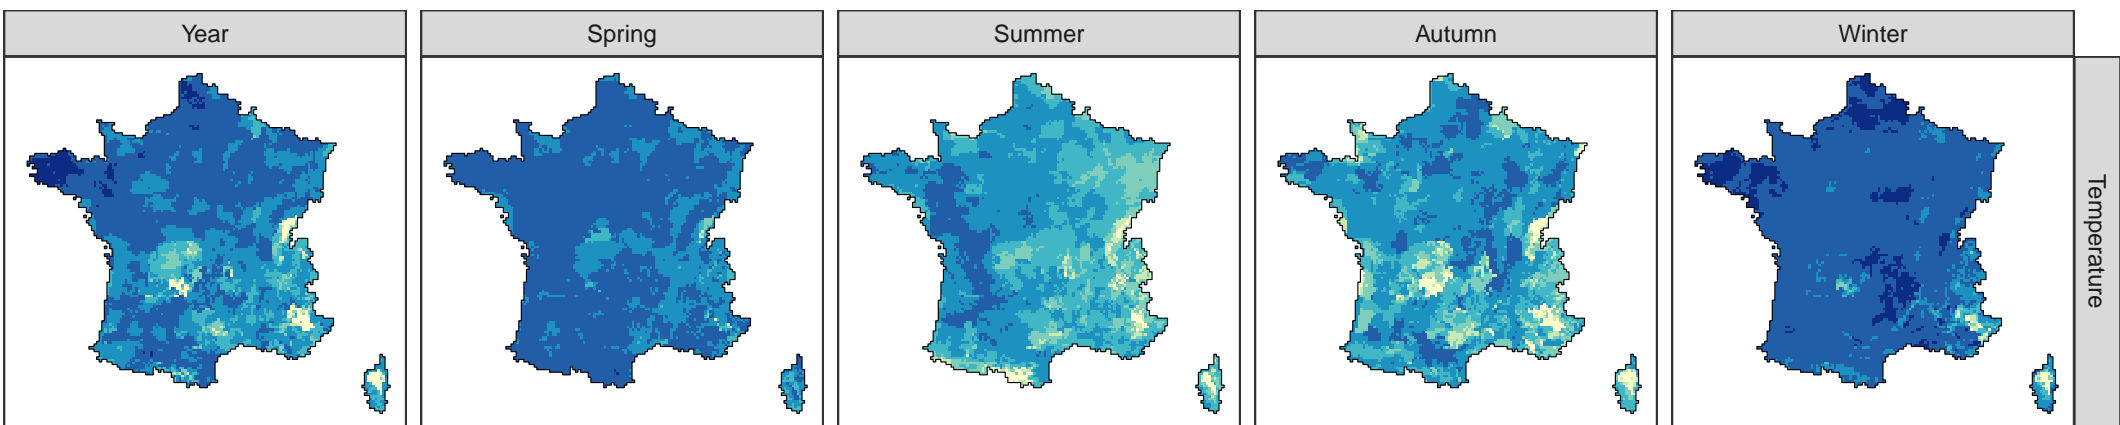 Year
Spring
Summer
Autumn
Winter
Temperature